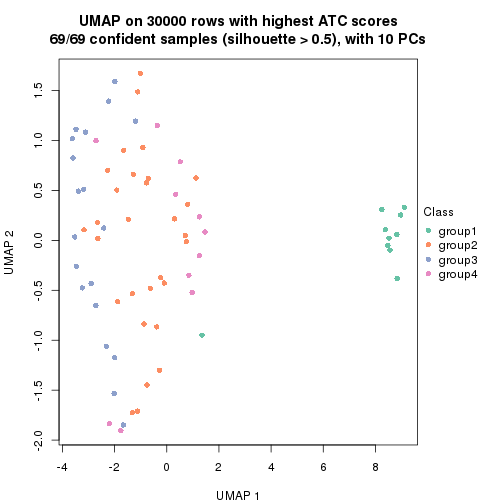 UMAP on 30000 rows with highest ATC scores
69/69 confident samples (silhouette > 0.5), with 10 PCs
UMAP 2
1.5
1.0
0.5
0.0
-0.5
-1.0
-1.5
-2.0
-4 -2 0 2 4 6 8
UMAP 1
Class
group1
group2
group3
group4